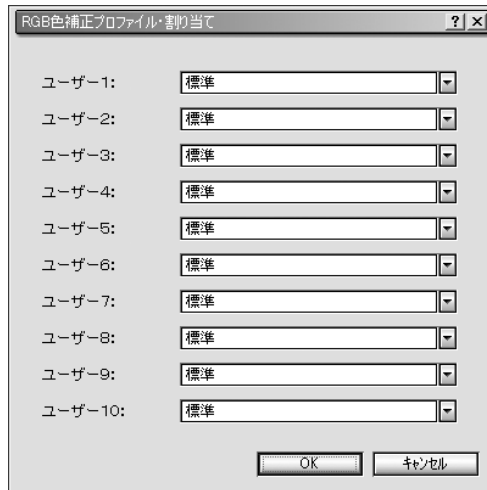 RGB色補正プロファイル・割り当て
ユーザー1: 標準
ユーザー2: 標準
ユーザー3: 標準
ユーザー4: 標準
ユーザー5: 標準
ユーザー6: 標準
ユーザー7: 標準
ユーザー8: 標準
ユーザー9: 標準
ユーザー10: 標準
OK ｷｬﾝｾﾙ